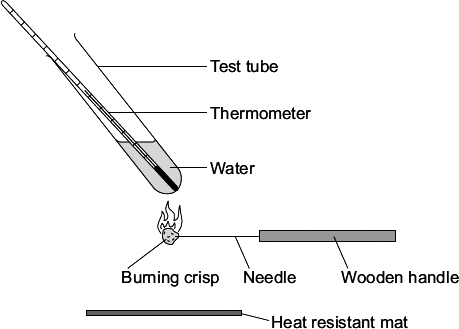 Test tube
Thermometer
Water
Burning crisp
Needle
Wooden handle
Heat resistant mat